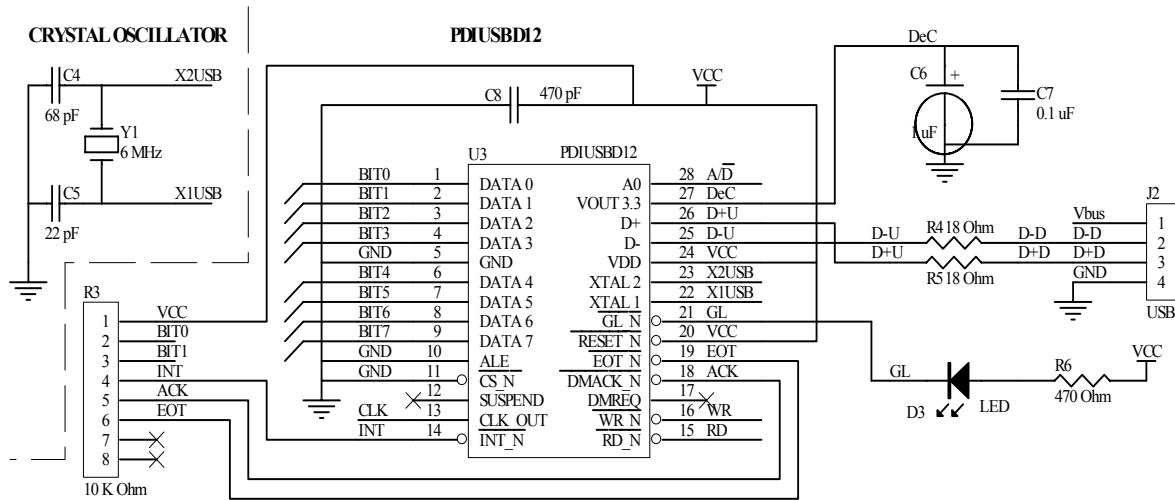 CRYSTAL OSCILLATOR
PDIUSBD12
C4
68 pF
X2USB
Y1
6 MHz
C5
22 pF
X1USB
C8
470 pF
VCC
DeC
C6
+
1uF
C7
0.1 uF
U3
PDIUSBD12
BIT0 1 DATA 0
BIT1 2 DATA 1
BIT2 3 DATA 2
BIT3 4 DATA 3
GND 5 GND
BIT4 6 DATA 4
BIT5 7 DATA 5
BIT6 8 DATA 6
BIT7 9 DATA 7
GND 10 ALE
GND 11 CS_N
12 SUSPEND
CLK 13 CLK_OUT
INT 14 INT_N
A0 28 A/D
VOUT 3.3 27 DeC
D+ 26 D+U
D- 25 D-U
VDD 24 VCC
XTAL 2 23 X2USB
XTAL 1 22 X1USB
GL_N 21 GL
RESET_N 20 VCC
EOT_N 19 EOT
DMACK_N 18 ACK
DMREQ 17
WR_N 16 WR
RD_N 15 RD
R3
1 VCC
2 BIT0
3 BIT1
4 INT
5 ACK
6 EOT
7
8
10 K Ohm
J2
Vbus 1
D-U R4 18 Ohm D-D D-D 2
D+U R5 18 Ohm D+D D+D 3
GND 4
USB
VCC
GL
D3
LED
R6
470 Ohm